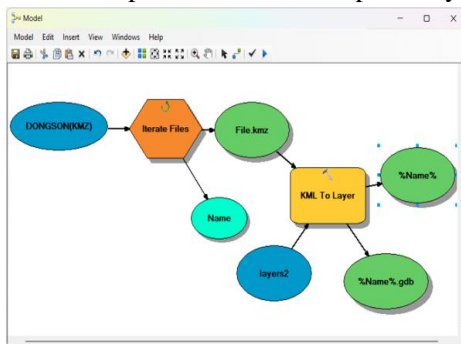 Model
Model Edit Insert View Windows Help
DONGSON(KMZ)
Iterate Files
File.kmz
%Name%
KML To Layer
Name
layers2
%Name%.gdb